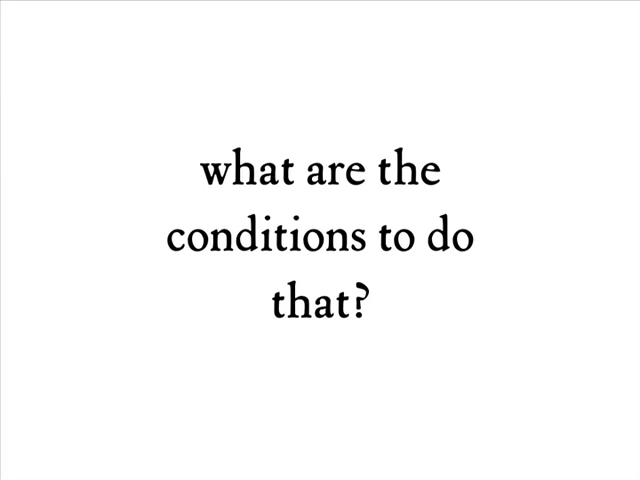 what are the
conditions to do
that?